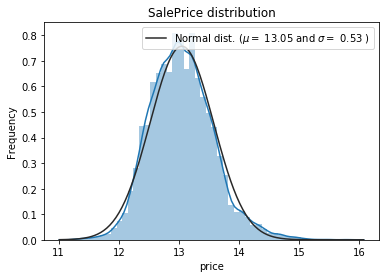 SalePrice distribution
Normal dist. (μ = 13.05 and σ = 0.53 )
0.8
0.7
0.6
0.5
0.4
0.3
0.2
0.1
0.0
Frequency
11 12 13 14 15 16
price